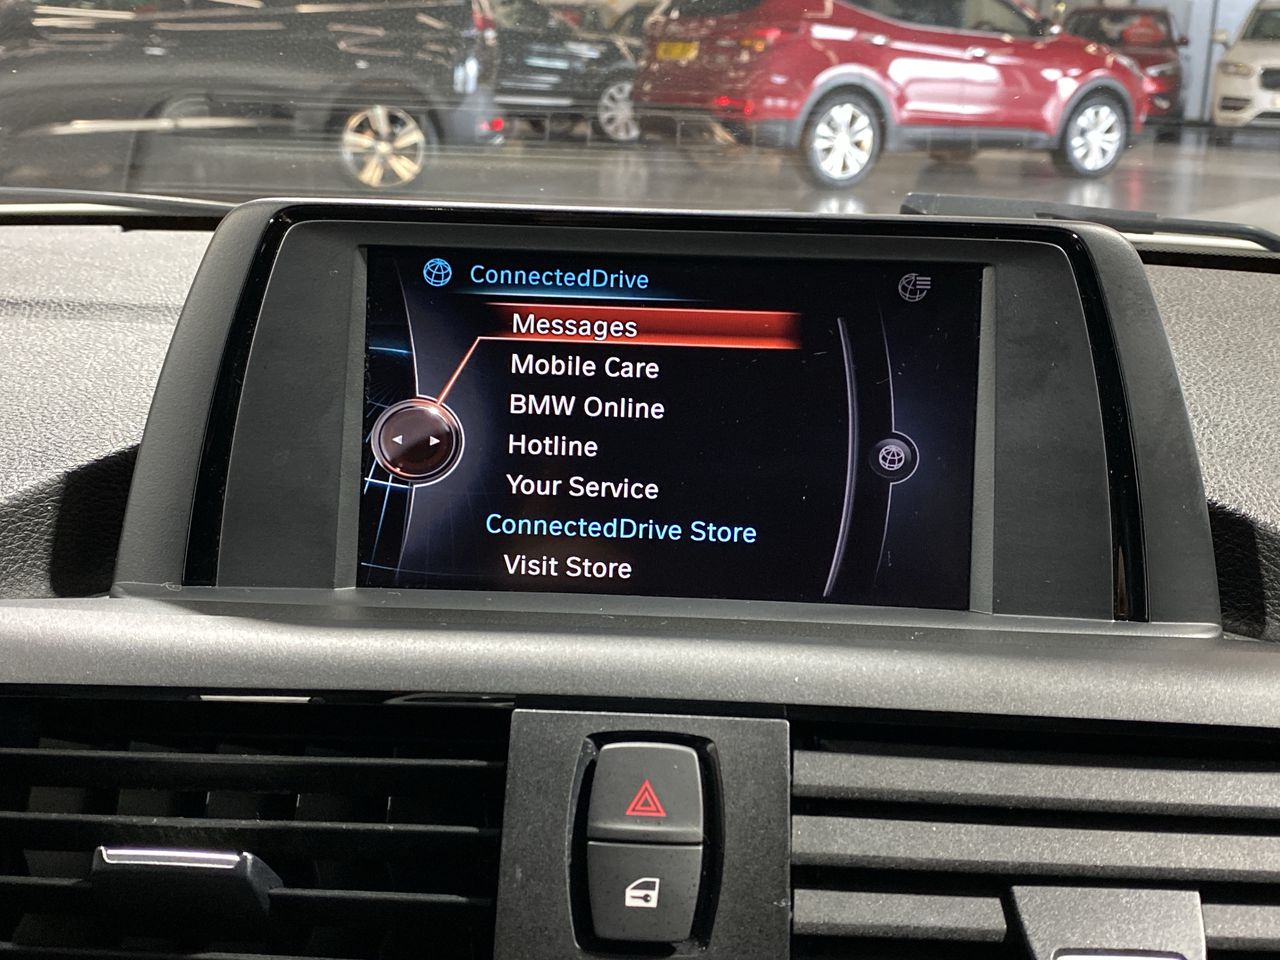 ConnectedDrive
Messages
Mobile Care
BMW Online
Hotline
Your Service
ConnectedDrive Store
Visit Store